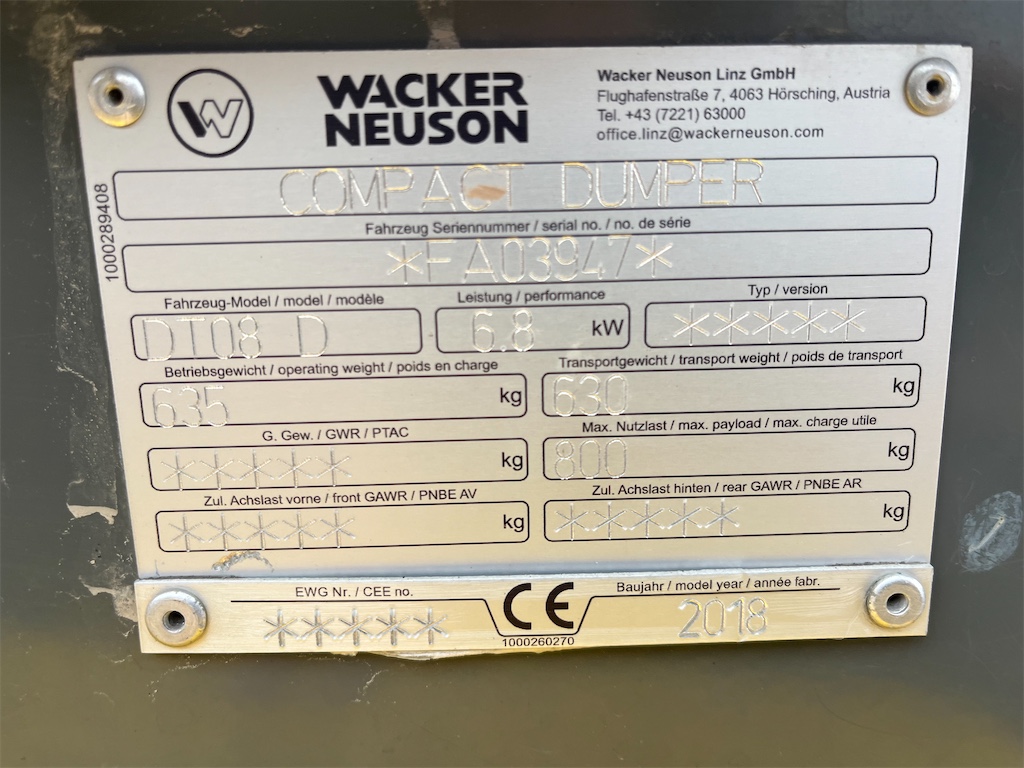 WACKER
NEUSON
Wacker Neuson Linz GmbH
Flughafenstraße 7, 4063 Hörsching, Austria
Tel. +43 (7221) 63000
office.linz@wackerneuson.com
COMPACT DUMPER
1000289408
Fahrzeug Seriennummer / serial no. / no. de série
*FA03947*
Fahrzeug-Model / model / modèle
DT08 D
Leistung / performance
6.8 kW
Typ / version
*****
Betriebsgewicht / operating weight / poids en charge
635 kg
Transportgewicht / transport weight / poids de transport
630 kg
G. Gew. / GWR / PTAC
***** kg
Max. Nutzlast / max. payload / max. charge utile
800 kg
Zul. Achslast vorne / front GAWR / PNBE AV
***** kg
Zul. Achslast hinten / rear GAWR / PNBE AR
***** kg
EWG Nr. / CEE no.
*****
CE
1000260270
Baujahr / model year / année fabr.
2018